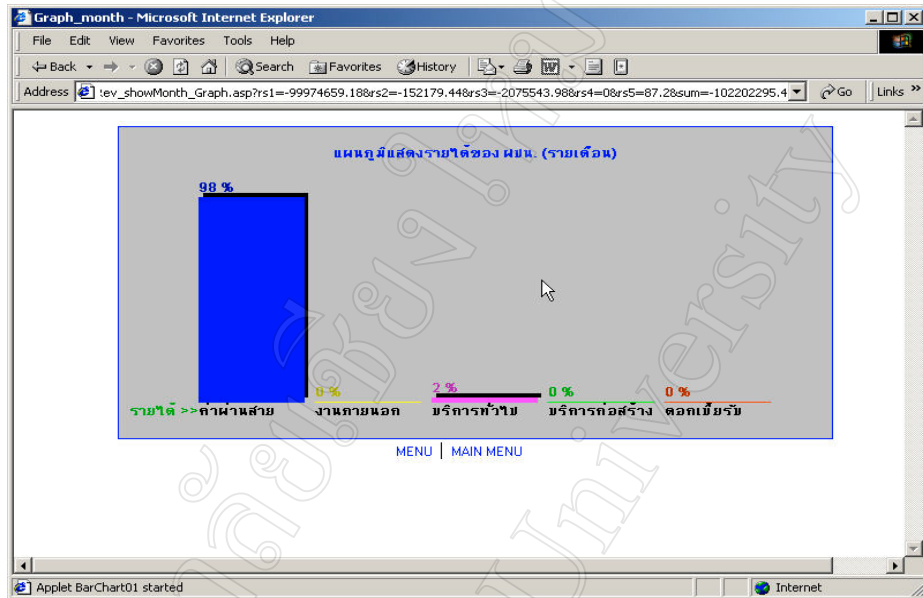 Graph_month - Microsoft Internet Explorer
File Edit View Favorites Tools Help
Back Search Favorites History
Address :ev_showMonth_Graph.asp?rs1=-99974659.18&rs2=-152179.44&rs3=-2075543.98&rs4=0&rs5=87.2&sum=-102202295.4 Go Links »
แผนภูมิแสดงรายได้ของ ผปน. (รายเดือน)
98 %
0 % 2 % 0 % 0 %
รายได้ >> ค่าผ่านสาย งานภายนอก บริการทั่วไป บริการก่อสร้าง ดอกเบี้ยรับ
MENU | MAIN MENU
Applet BarChart01 started Internet
University